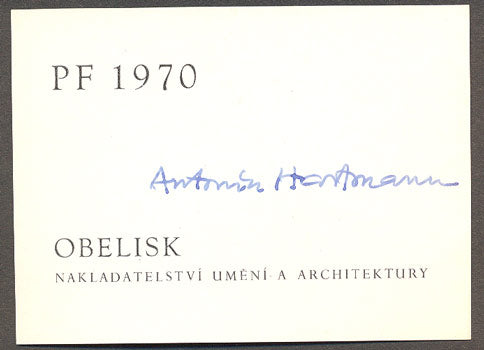 PF 1970
Antonín Hartmann
OBELISK
NAKLADATELSTVÍ UMĚNÍ A ARCHITEKTURY